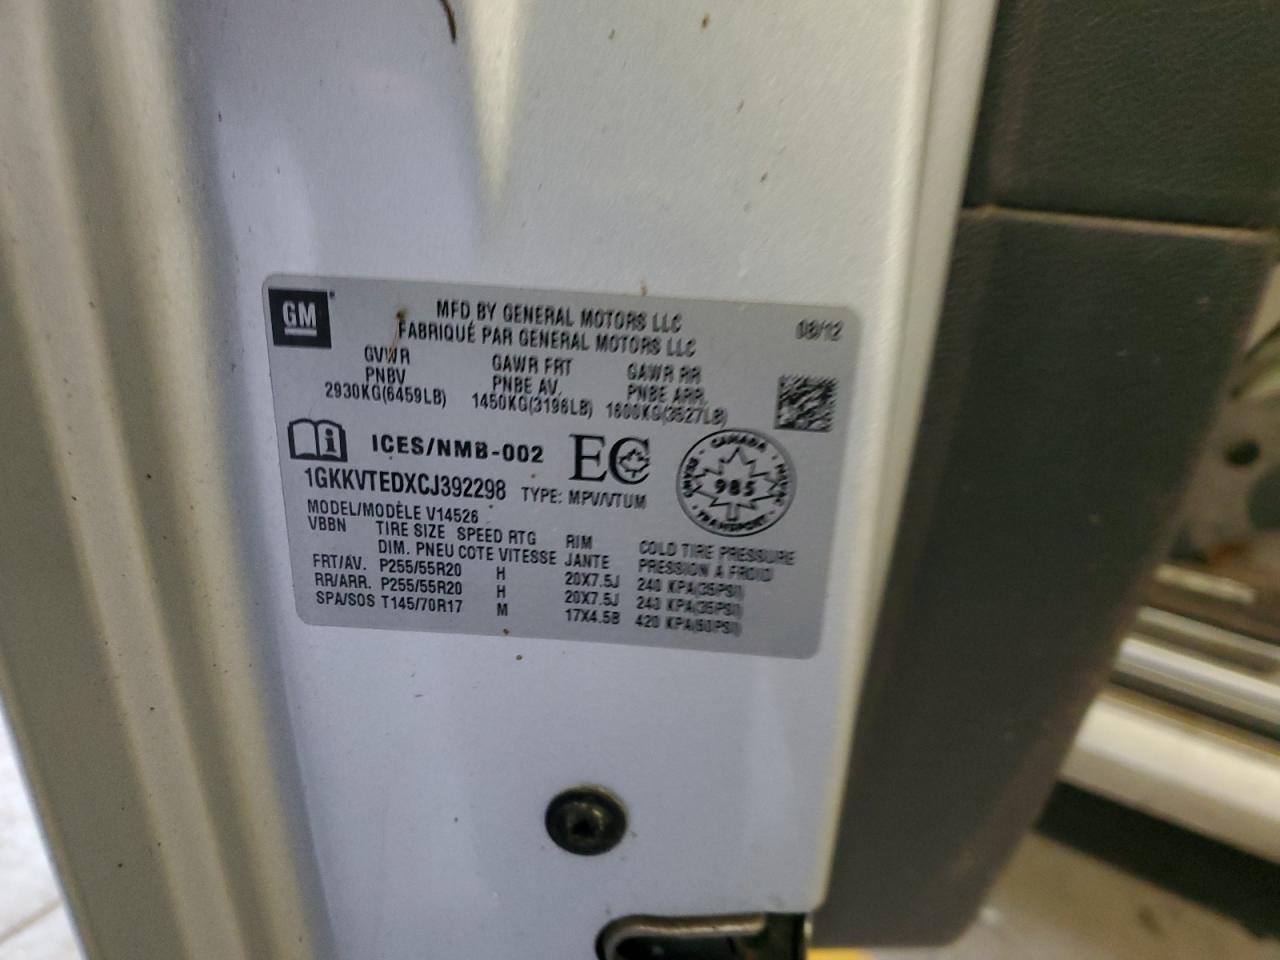 GM
MFD BY GENERAL MOTORS LLC 08/12
FABRIQUÉ PAR GENERAL MOTORS LLC
GVWR GAWR FRT GAWR RR
PNBV PNBE AV. PNBE ARR.
2930KG(6459LB) 1450KG(3196LB) 1600KG(3527LB)
ICES/NMB-002 EC
1GKKVTEDXCJ392298 TYPE: MPV/VTUM
CANADA
985
TRANSPORT
MODEL/MODÈLE V14526
VBBN TIRE SIZE SPEED RTG RIM COLD TIRE PRESSURE
DIM. PNEU COTE VITESSE JANTE PRESSION A FROID
FRT/AV. P255/55R20 H 20X7.5J 240 KPA(35PSI)
RR/ARR. P255/55R20 H 20X7.5J 240 KPA(35PSI)
SPA/SOS T145/70R17 M 17X4.5B 420 KPA(60PSI)